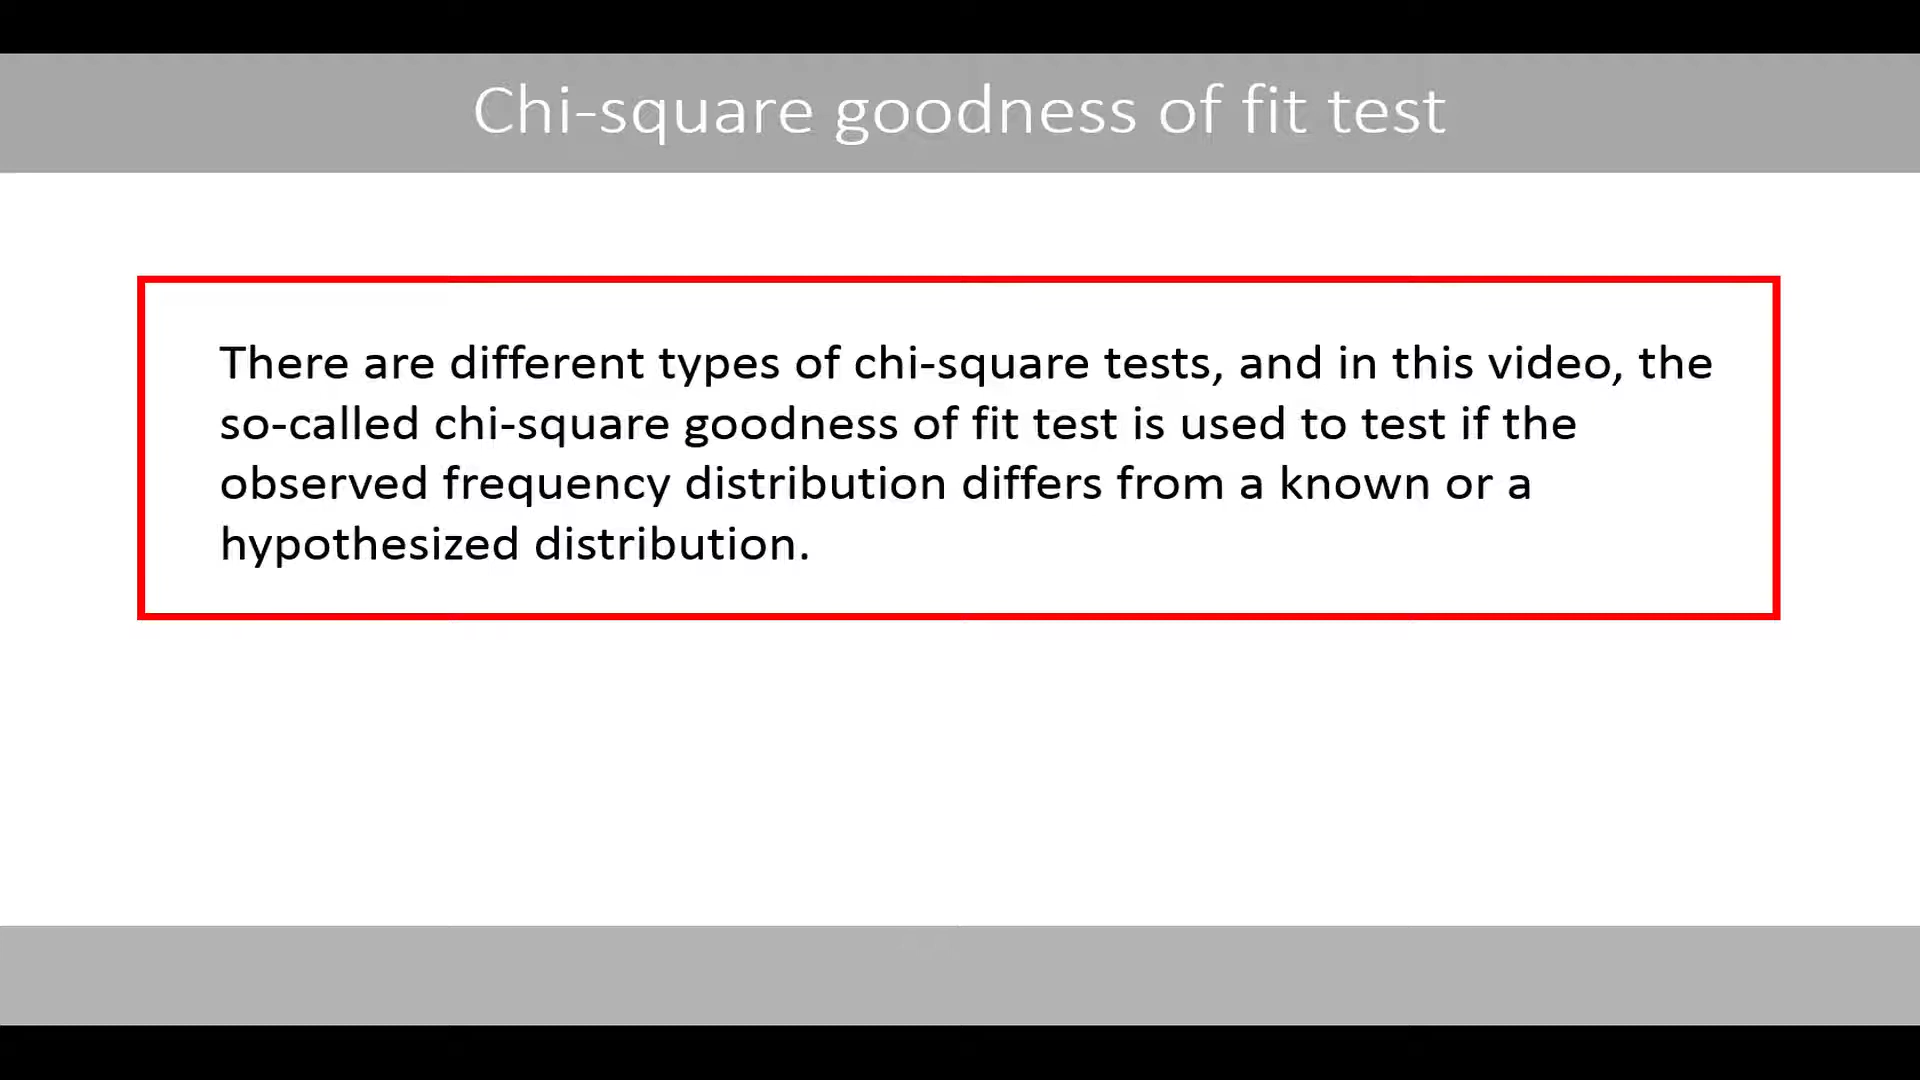 Chi-square goodness of fit test
There are different types of chi-square tests, and in this video, the
so-called chi-square goodness of fit test is used to test if the
observed frequency distribution differs from a known or a
hypothesized distribution.